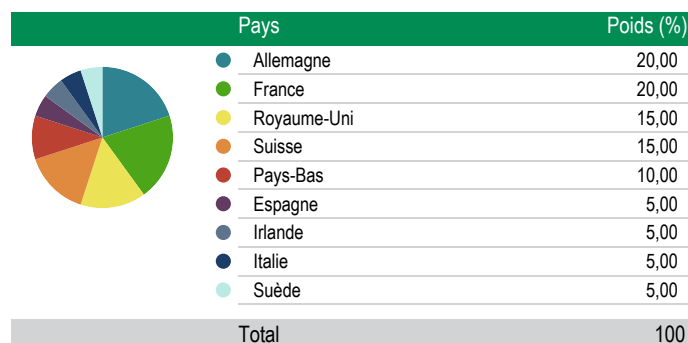 Pays Poids (%)
Allemagne 20,00
France 20,00
Royaume-Uni 15,00
Suisse 15,00
Pays-Bas 10,00
Espagne 5,00
Irlande 5,00
Italie 5,00
Suède 5,00
Total 100